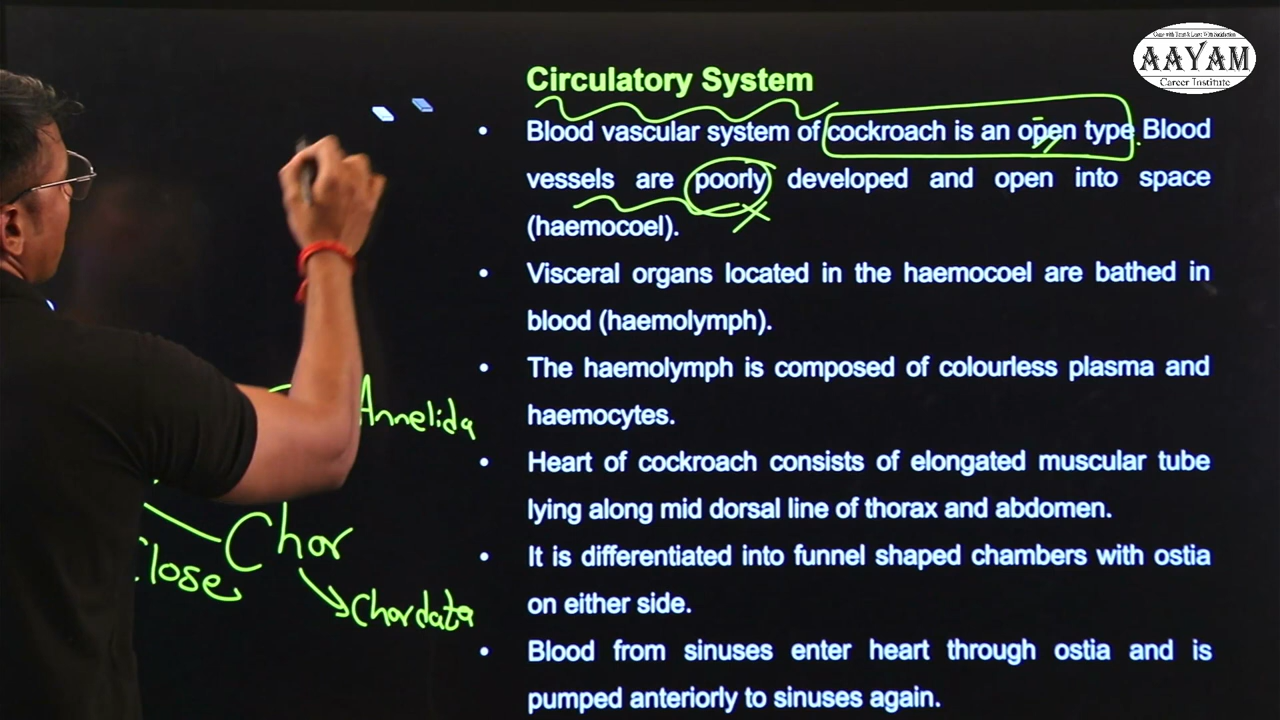 AAYAM
Career Institute
Circulatory System
• Blood vascular system of cockroach is an open type. Blood
vessels are poorly developed and open into space
(haemocoel).
• Visceral organs located in the haemocoel are bathed in
blood (haemolymph).
• The haemolymph is composed of colourless plasma and
haemocytes.
• Heart of cockroach consists of elongated muscular tube
lying along mid dorsal line of thorax and abdomen.
• It is differentiated into funnel shaped chambers with ostia
on either side.
• Blood from sinuses enter heart through ostia and is
pumped anteriorly to sinuses again.
Annelida
Chor
Close
Chordata